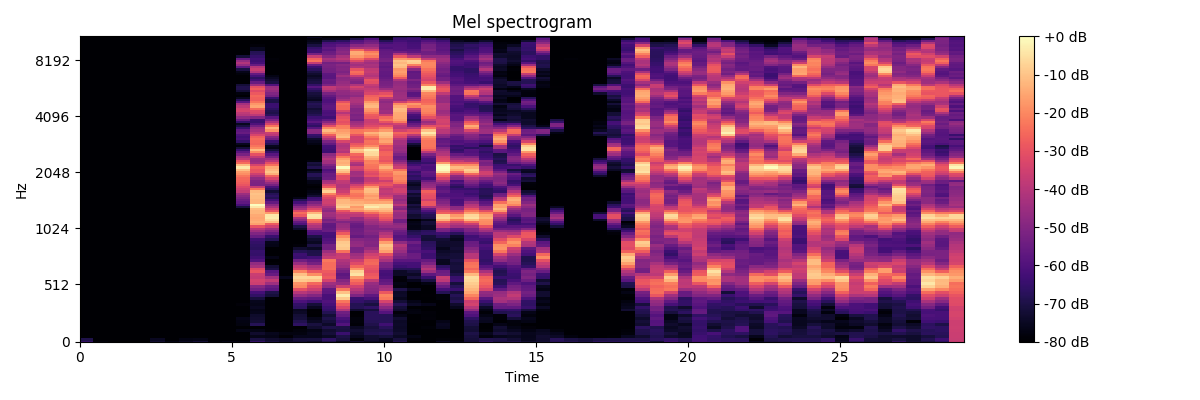 Mel spectrogram
8192
4096
2048
1024
512
0
Hz
0 5 10 15 20 25
Time
+0 dB
-10 dB
-20 dB
-30 dB
-40 dB
-50 dB
-60 dB
-70 dB
-80 dB